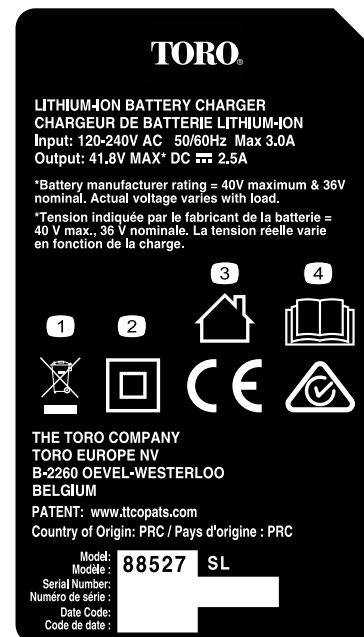 TORO®
LITHIUM-ION BATTERY CHARGER
CHARGEUR DE BATTERIE LITHIUM-ION
Input: 120-240V AC 50/60Hz Max 3.0A
Output: 41.8V MAX* DC ⎓ 2.5A
*Battery manufacturer rating = 40V maximum & 36V
nominal. Actual voltage varies with load.
*Tension indiquée par le fabricant de la batterie =
40 V max., 36 V nominale. La tension réelle varie
en fonction de la charge.
3 4
1 2
CE
THE TORO COMPANY
TORO EUROPE NV
B-2260 OEVEL-WESTERLOO
BELGIUM
PATENT: www.ttcopats.com
Country of Origin: PRC / Pays d'origine : PRC
Model: 88527 SL
Modèle :
Serial Number:
Numéro de série :
Date Code:
Code de date :